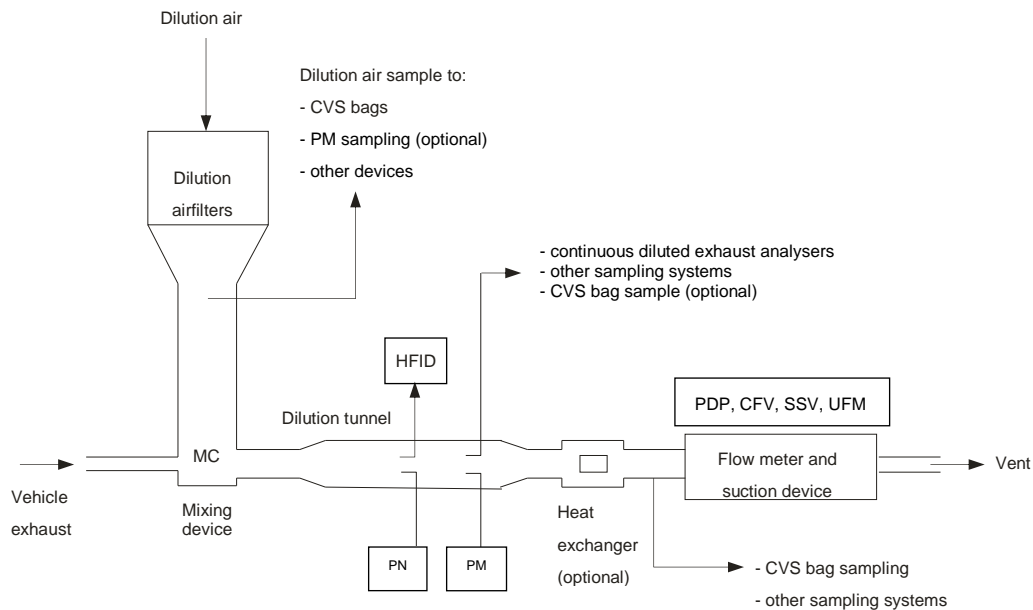 Dilution air
Dilution air sample to:
- CVS bags
- PM sampling (optional)
- other devices
Dilution
airfilters
- continuous diluted exhaust analysers
- other sampling systems
- CVS bag sample (optional)
HFID
PDP, CFV, SSV, UFM
Dilution tunnel
MC
Flow meter and
suction device
Vent
Vehicle
exhaust
Mixing
device
Heat
exchanger
(optional)
PN
PM
- CVS bag sampling
- other sampling systems